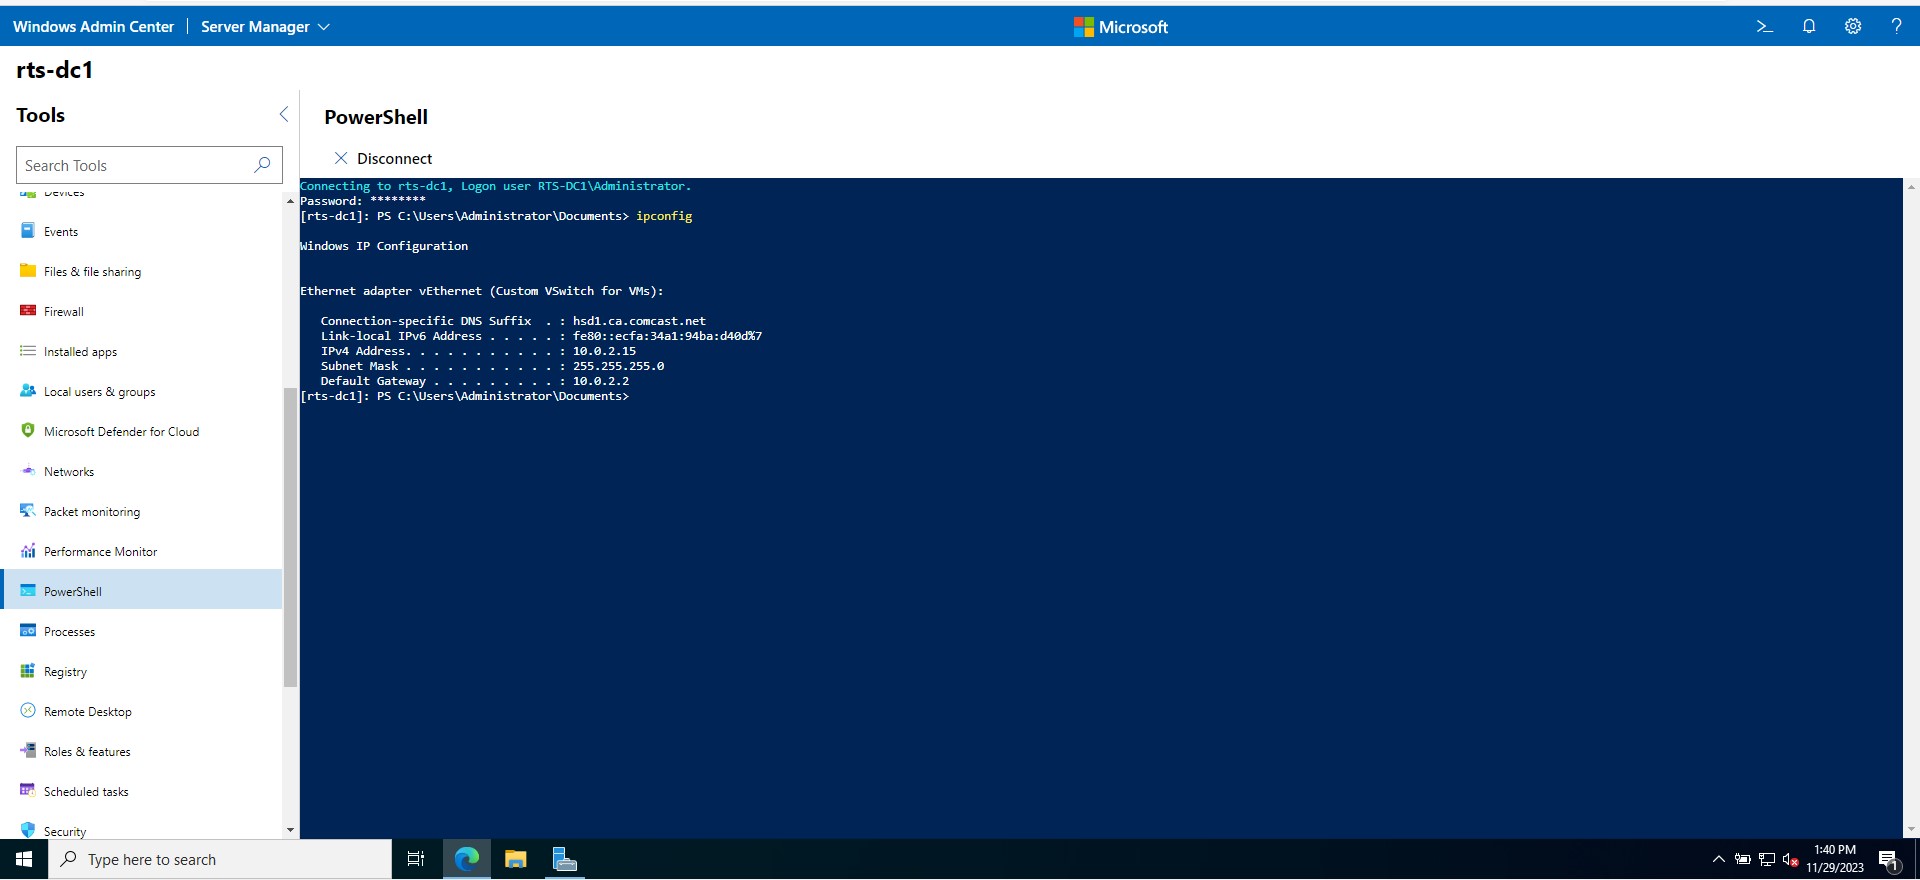 Windows Admin Center | Server Manager
Microsoft
rts-dc1
Tools
Search Tools
Devices
Events
Files & file sharing
Firewall
Installed apps
Local users & groups
Microsoft Defender for Cloud
Networks
Packet monitoring
Performance Monitor
PowerShell
Processes
Registry
Remote Desktop
Roles & features
Scheduled tasks
Security
PowerShell
Disconnect
Connecting to rts-dc1, Logon user RTS-DC1\Administrator.
Password: ********
[rts-dc1]: PS C:\Users\Administrator\Documents> ipconfig
Windows IP Configuration
Ethernet adapter vEthernet (Custom VSwitch for VMs):
Connection-specific DNS Suffix . : hsd1.ca.comcast.net
Link-local IPv6 Address . . . . . : fe80::ecfa:34a1:94ba:d40d%7
IPv4 Address. . . . . . . . . . . : 10.0.2.15
Subnet Mask . . . . . . . . . . . : 255.255.255.0
Default Gateway . . . . . . . . . : 10.0.2.2
[rts-dc1]: PS C:\Users\Administrator\Documents>
Type here to search
1:40 PM
11/29/2023
1